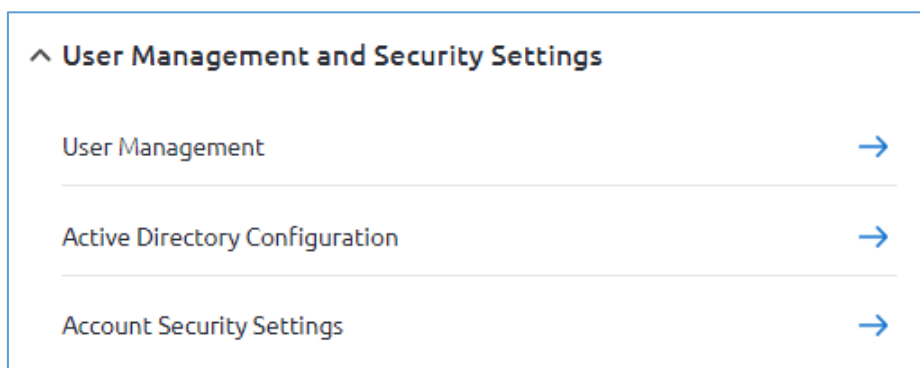 User Management and Security Settings
User Management
Active Directory Configuration
Account Security Settings